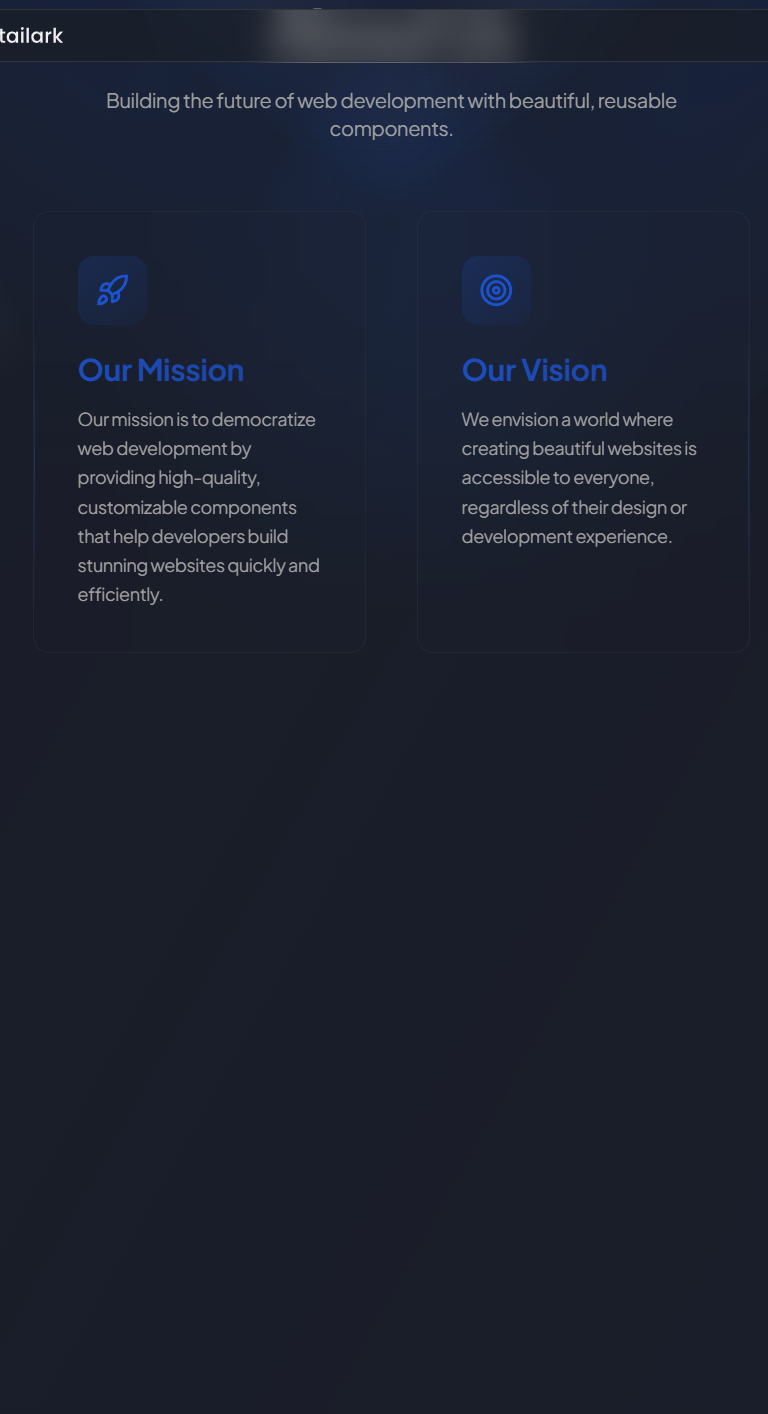 tailark
Building the future of web development with beautiful, reusable
components.
Our Mission
Our mission is to democratize
web development by
providing high-quality,
customizable components
that help developers build
stunning websites quickly and
efficiently.
Our Vision
We envision a world where
creating beautiful websites is
accessible to everyone,
regardless of their design or
development experience.